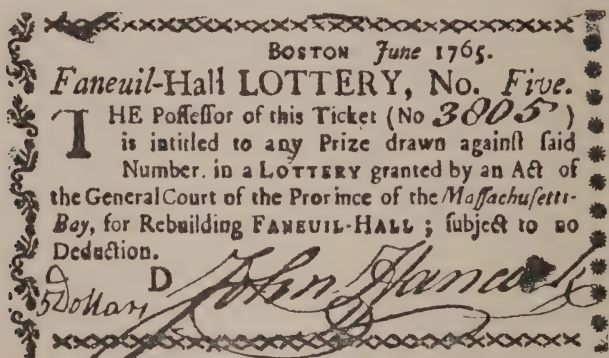 BOSTON June 1765.
Faneuil-Hall LOTTERY, No. Five.
THE Poſſeſſor of this Ticket (No 3805)
is intitled to any Prize drawn againſt ſaid
Number. in a LOTTERY granted by an Act of
the General Court of the Province of the Maſſachuſetts-
Bay, for Rebuilding FANEUIL-HALL ; ſubject to no
Deduction.
D
5 Dollars John Hancock